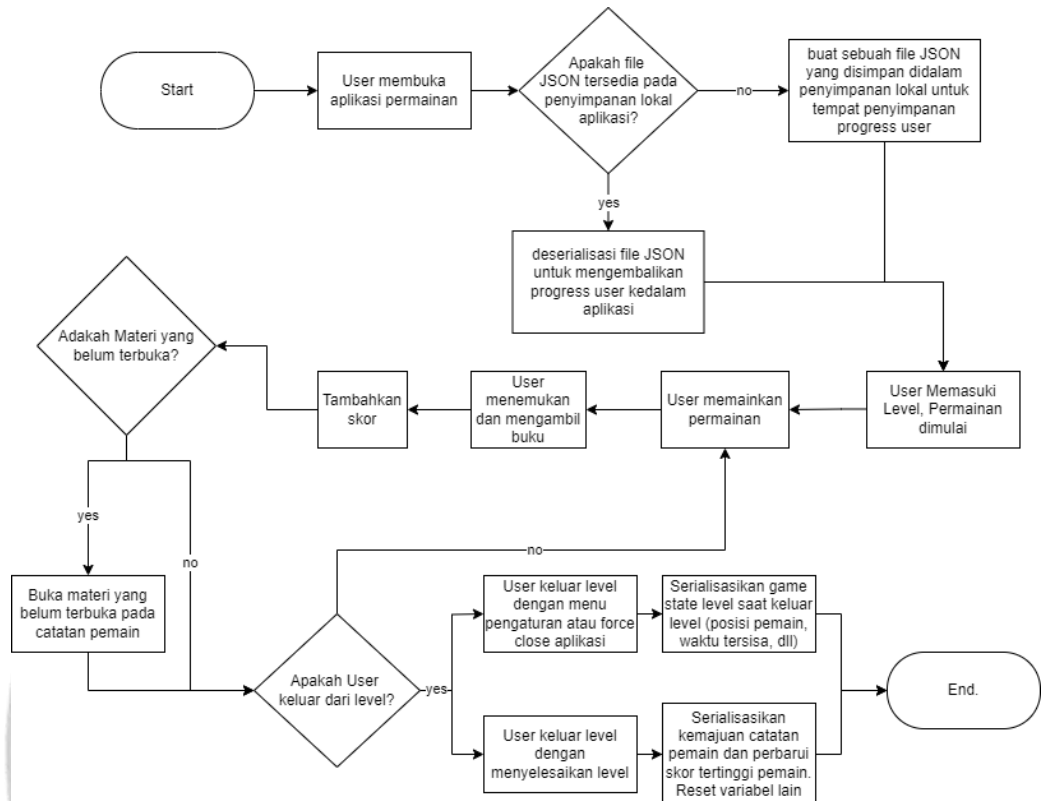 Start
User membuka
aplikasi permainan
Apakah file
JSON tersedia pada
penyimpanan lokal
aplikasi?
no
buat sebuah file JSON
yang disimpan didalam
penyimpanan lokal untuk
tempat penyimpanan
progress user
yes
deserialisasi file JSON
untuk mengembalikan
progress user kedalam
aplikasi
User Memasuki
Level, Permainan
dimulai
User memainkan
permainan
User
menemukan
dan mengambil
buku
Tambahkan
skor
Adakah Materi yang
belum terbuka?
yes
no
Buka materi yang
belum terbuka pada
catatan pemain
Apakah User
keluar dari level?
no
yes
User keluar level
dengan menu
pengaturan atau force
close aplikasi
Serialisasikan game
state level saat keluar
level (posisi pemain,
waktu tersisa, dll)
User keluar level
dengan
menyelesaikan level
Serialisasikan
kemajuan catatan
pemain dan perbarui
skor tertinggi pemain.
Reset variabel lain
End.